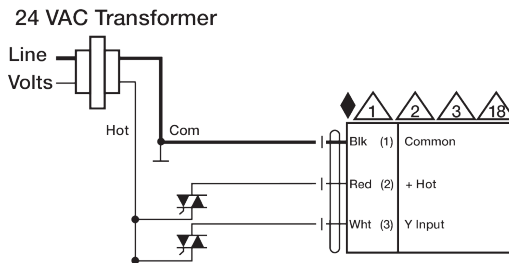 24 VAC Transformer
Line
Volts
Hot
Com
1 2 3 18
Blk (1) Common
Red (2) + Hot
Wht (3) Y Input